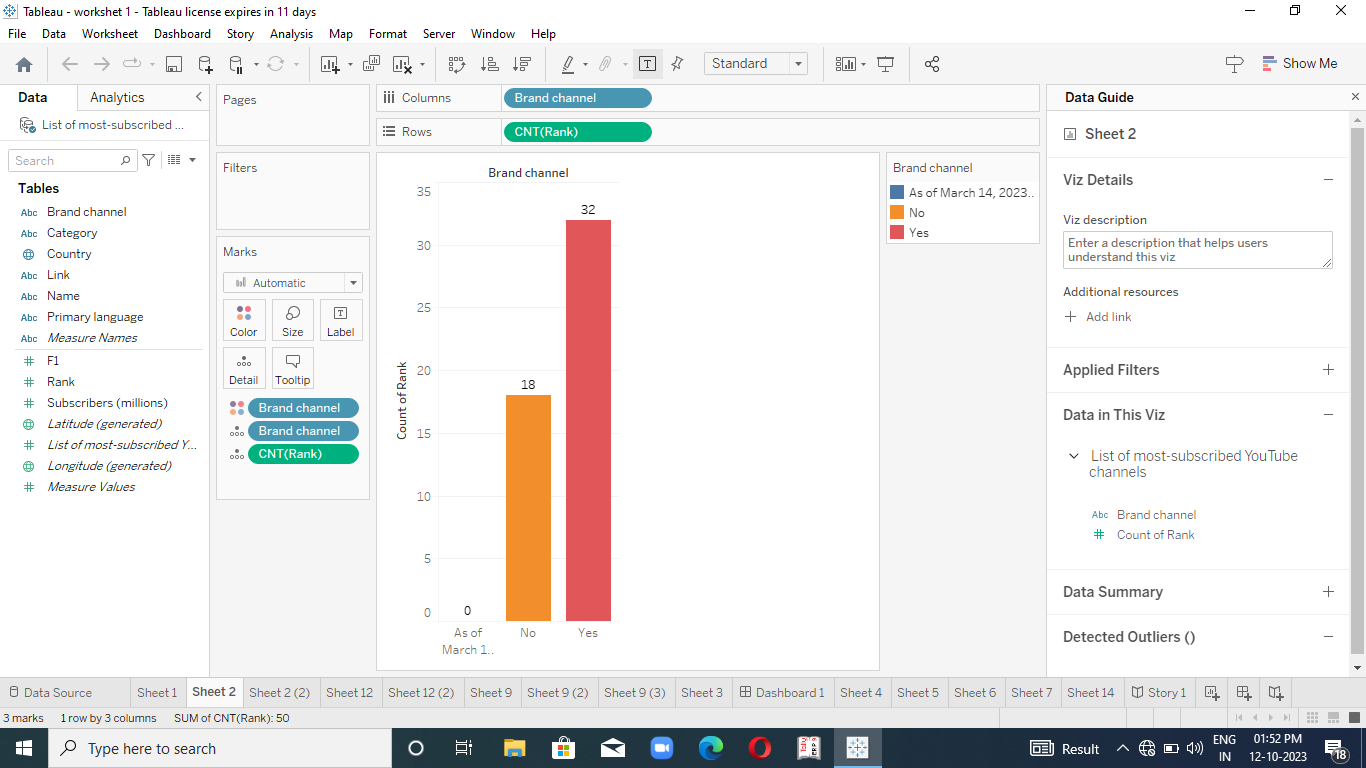 Tableau - workshet 1 - Tableau license expires in 11 days
File Data Worksheet Dashboard Story Analysis Map Format Server Window Help
Standard
Show Me
Data Analytics
List of most-subscribed ...
Search
Tables
Abc Brand channel
Abc Category
Country
Abc Link
Abc Name
Abc Primary language
Abc Measure Names
F1
Rank
Subscribers (millions)
Latitude (generated)
List of most-subscribed Y...
Longitude (generated)
Measure Values
Pages
Filters
Marks
Automatic
Color Size Label
Detail Tooltip
Brand channel
Brand channel
CNT(Rank)
Columns Brand channel
Rows CNT(Rank)
Brand channel
Count of Rank
35
30
25
20
15
10
5
0
0
18
32
As of
March 1..
No
Yes
Brand channel
As of March 14, 2023..
No
Yes
Data Guide
Sheet 2
Viz Details
Viz description
Enter a description that helps users
understand this viz
Additional resources
Add link
Applied Filters
Data in This Viz
List of most-subscribed YouTube
channels
Abc Brand channel
Count of Rank
Data Summary
Detected Outliers ()
Data Source Sheet 1 Sheet 2 Sheet 2 (2) Sheet 12 Sheet 12 (2) Sheet 9 Sheet 9 (2) Sheet 9 (3) Sheet 3 Dashboard 1 Sheet 4 Sheet 5 Sheet 6 Sheet 7 Sheet 14 Story 1
3 marks 1 row by 3 columns SUM of CNT(Rank): 50
Type here to search
Result
ENG
IN
01:52 PM
12-10-2023
18